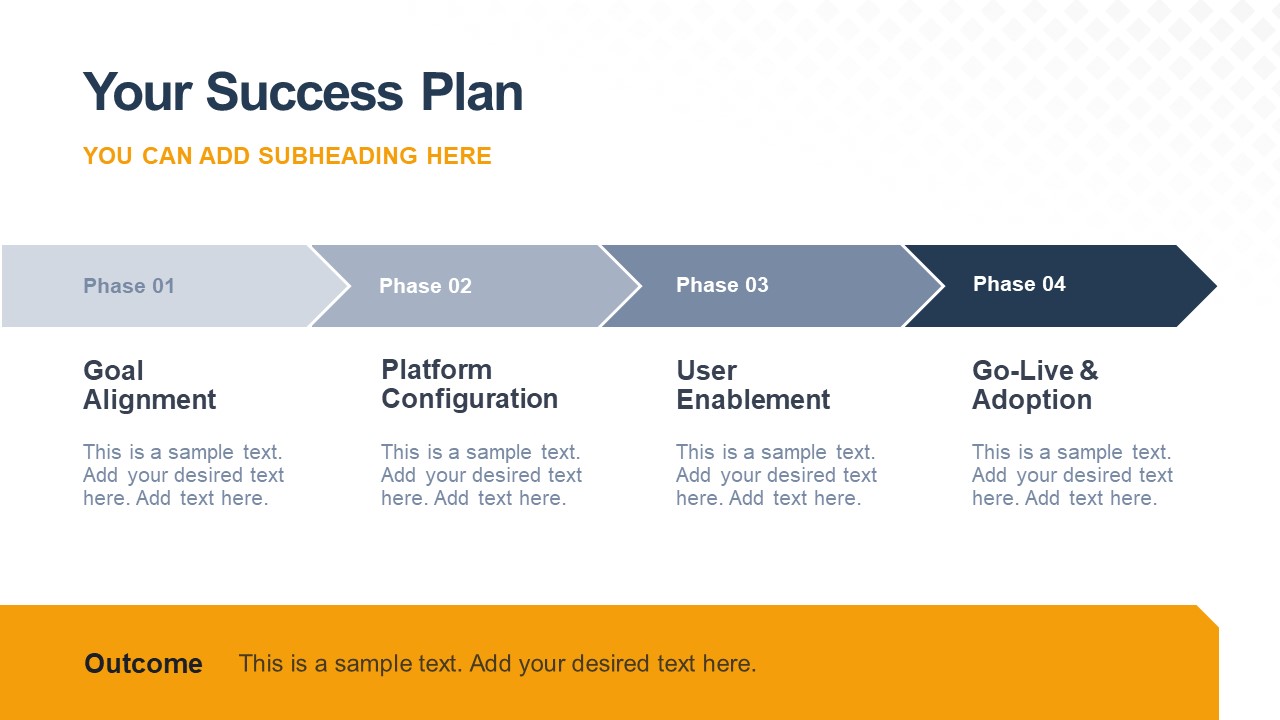 Your Success Plan
YOU CAN ADD SUBHEADING HERE
Phase 01
Phase 02
Phase 03
Phase 04
Goal
Alignment
This is a sample text.
Add your desired text
here. Add text here.
Platform
Configuration
This is a sample text.
Add your desired text
here. Add text here.
User
Enablement
This is a sample text.
Add your desired text
here. Add text here.
Go-Live &
Adoption
This is a sample text.
Add your desired text
here. Add text here.
Outcome
This is a sample text. Add your desired text here.